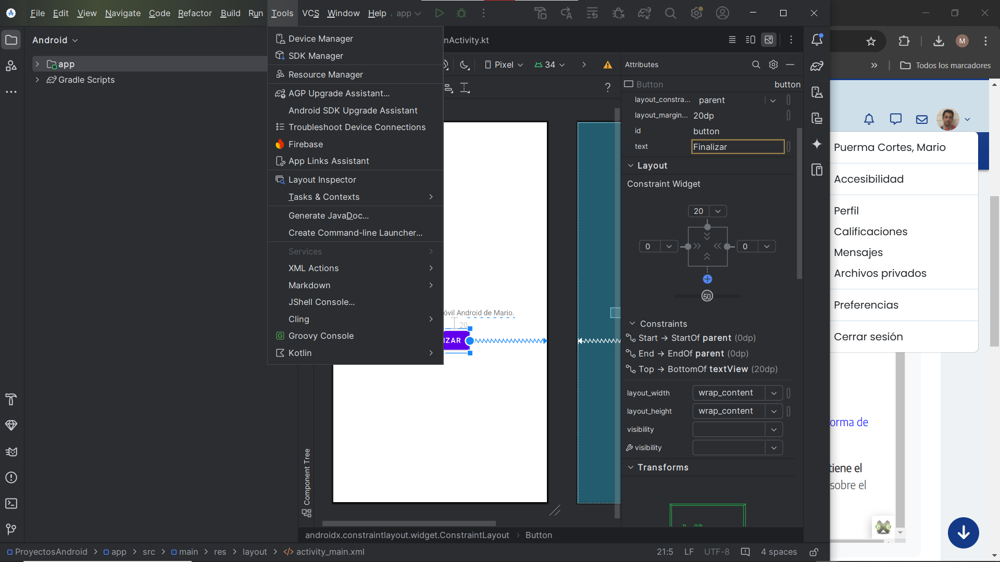 File Edit View Navigate Code Refactor Build Run Tools VCS Window Help app
Android
app
Gradle Scripts
Device Manager
SDK Manager
Resource Manager
AGP Upgrade Assistant...
Android SDK Upgrade Assistant
Troubleshoot Device Connections
Firebase
App Links Assistant
Layout Inspector
Tasks & Contexts
Generate JavaDoc...
Create Command-line Launcher...
Services
XML Actions
Markdown
JShell Console...
Cling
Groovy Console
Kotlin
nActivity.kt
Pixel 34
óvil Android de Mario.
20
IZAR
Component Tree
Attributes
Button button
layout_constra... parent
layout_margin... 20dp
id button
text Finalizar
Layout
Constraint Widget
20
0 0
50
Constraints
Start → StartOf parent (0dp)
End → EndOf parent (0dp)
Top → BottomOf textView (20dp)
layout_width wrap_content
layout_height wrap_content
visibility
visibility
Transforms
androidx.constraintlayout.widget.ConstraintLayout > Button
ProyectosAndroid > app > src > main > res > layout > activity_main.xml
21:5 LF UTF-8 4 spaces
M
Todos los marcadores
Puerma Cortes, Mario
Accesibilidad
Perfil
Calificaciones
Mensajes
Archivos privados
Preferencias
Cerrar sesión
orma de
tiene el
sobre el